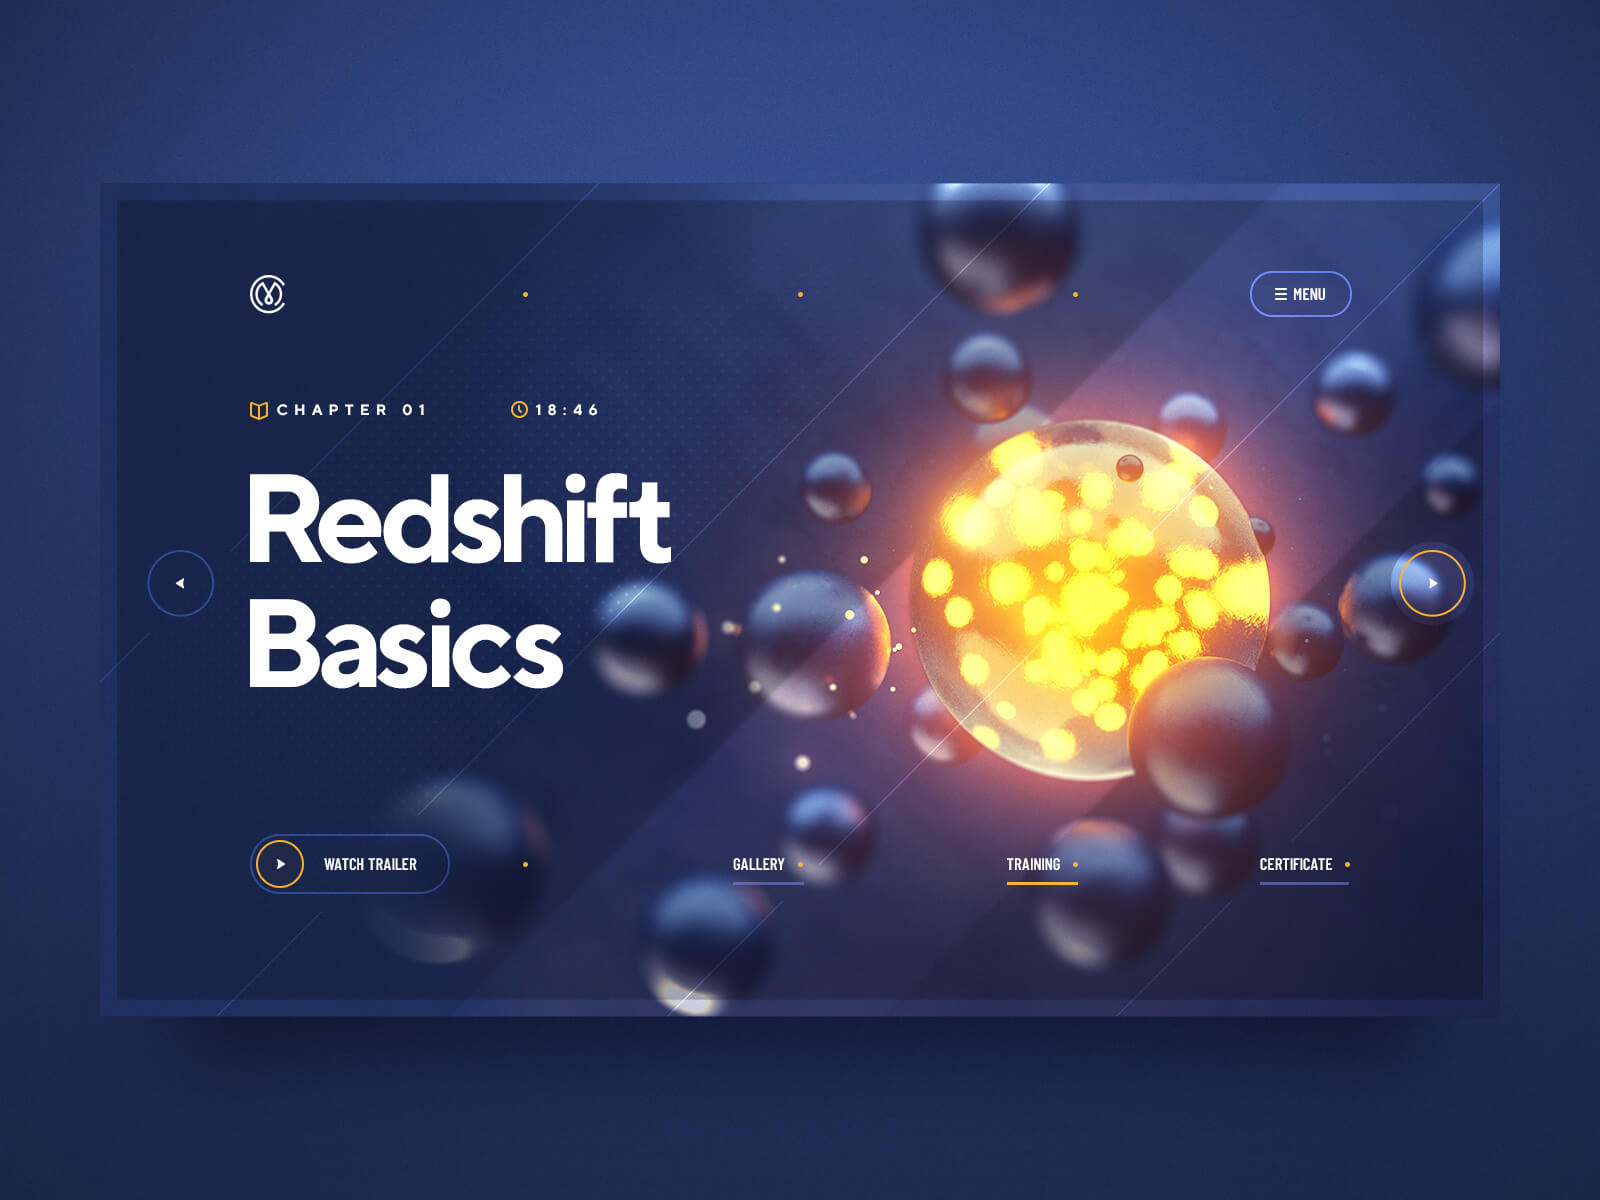 MENU
CHAPTER 01
18:46
Redshift
Basics
WATCH TRAILER
GALLERY
TRAINING
CERTIFICATE